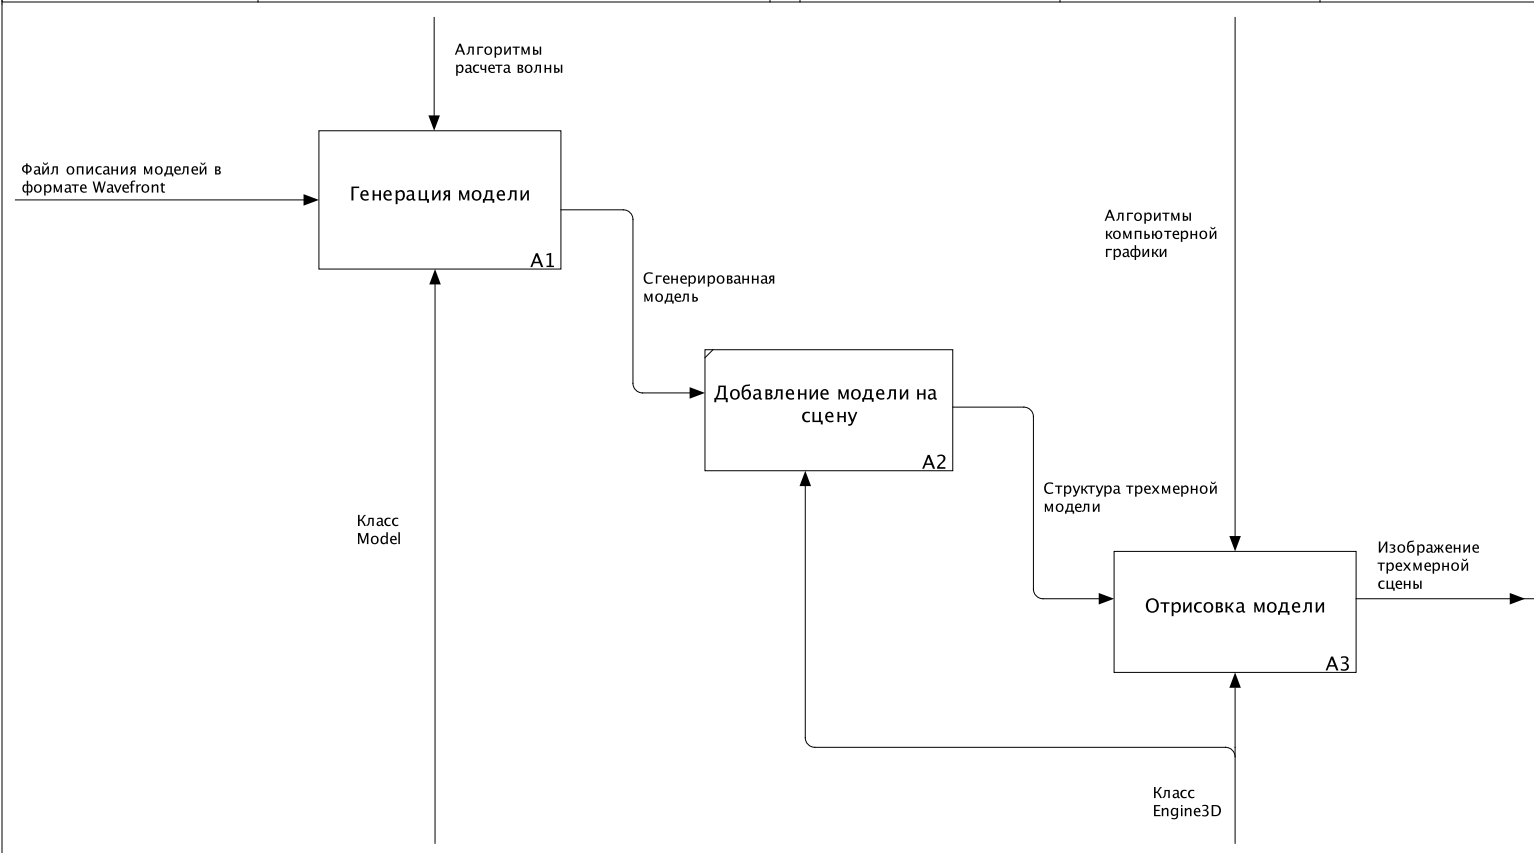 Алгоритмы
расчета волны
Файл описания моделей в
формате Wavefront
Генерация модели
A1
Алгоритмы
компьютерной
графики
Сгенерированная
модель
Добавление модели на
сцену
A2
Структура трехмерной
модели
Класс
Model
Изображение
трехмерной
сцены
Отрисовка модели
A3
Класс
Engine3D